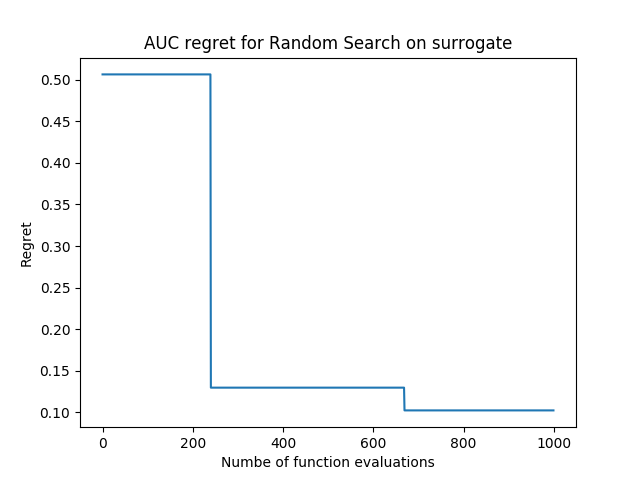 AUC regret for Random Search on surrogate
0.50
0.45
0.40
0.35
0.30
0.25
0.20
0.15
0.10
Regret
0 200 400 600 800 1000
Numbe of function evaluations